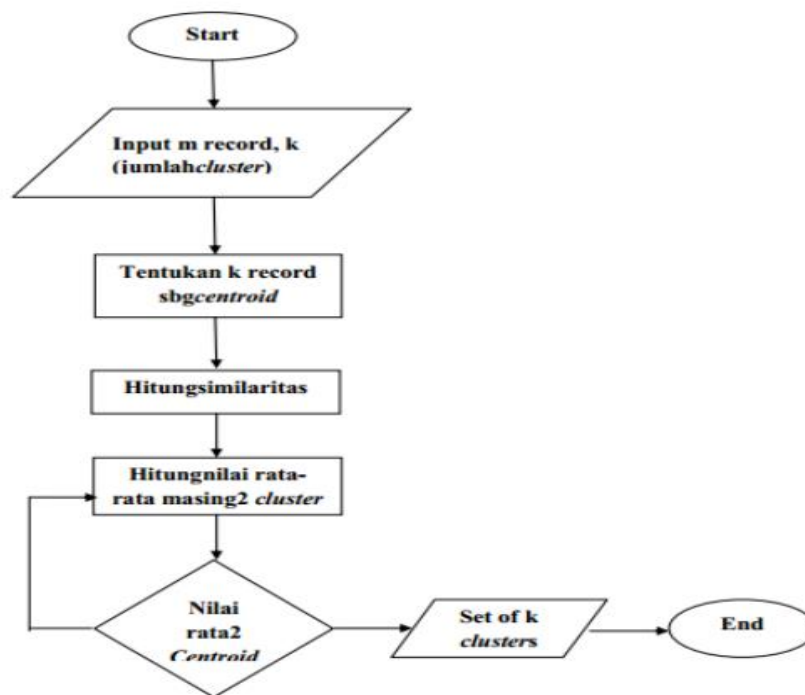 Start
Input m record, k
(jumlahcluster)
Tentukan k record
sbgcentroid
Hitungsimilaritas
Hitungnilai rata-
rata masing2 cluster
Nilai
rata2
Centroid
Set of k
clusters
End